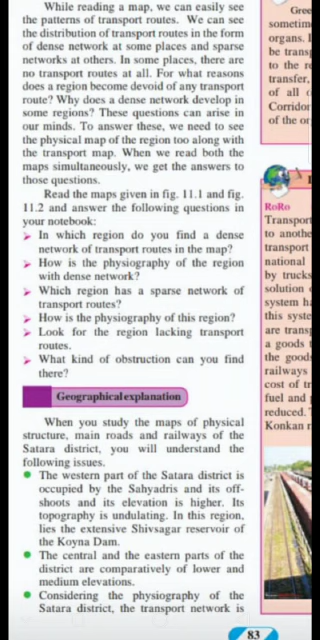 While reading a map, we can easily see
the patterns of transport routes. We can see
the distribution of transport routes in the form
of dense network at some places and sparse
networks at others. In some places, there are
no transport routes at all. For what reasons
does a region become devoid of any transport
route? Why does a dense network develop in
some regions? These questions can arise in
our minds. To answer these, we need to see
the physical map of the region too along with
the transport map. When we read both the
maps simultaneously, we get the answers to
those questions.
Read the maps given in fig. 11.1 and fig.
11.2 and answer the following questions in
your notebook:
➢ In which region do you find a dense
network of transport routes in the map?
➢ How is the physiography of the region
with dense network?
➢ Which region has a sparse network of
transport routes?
➢ How is the physiography of this region?
➢ Look for the region lacking transport
routes.
➢ What kind of obstruction can you find
there?
Geographical explanation
When you study the maps of physical
structure, main roads and railways of the
Satara district, you will understand the
following issues.
● The western part of the Satara district is
occupied by the Sahyadris and its off-
shoots and its elevation is higher. Its
topography is undulating. In this region,
lies the extensive Shivsagar reservoir of
the Koyna Dam.
● The central and the eastern parts of the
district are comparatively of lower and
medium elevations.
● Considering the physiography of the
Satara district, the transport network is
Gree
sometim
organs. I
be trans
to the re
transfer,
of all
Corridor
of the or
RoRo
Transport
to anothe
transport
national
by trucks
solution
system ha
this syste
are trans
a goods t
the goods
railways
cost of tr
fuel and
reduced.
Konkan r
83